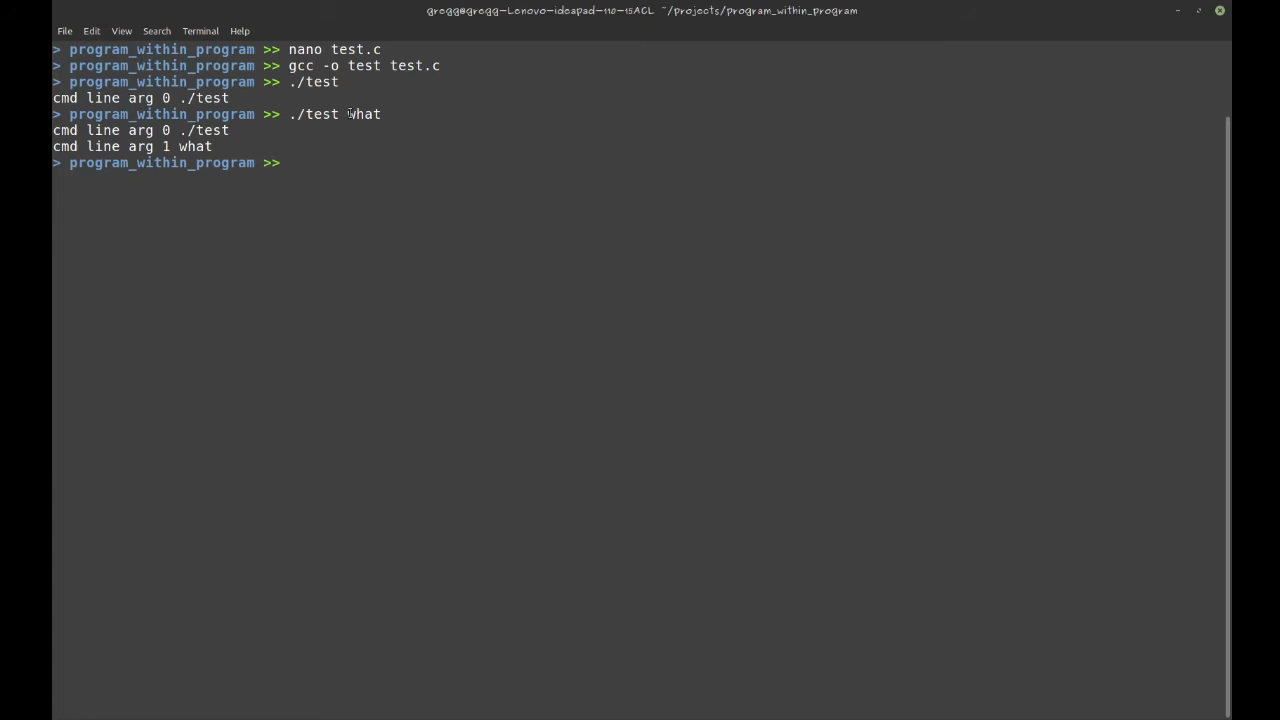 gregg@gregg-Lenovo-ideapad-110-15ACL ~/projects/program_within_program
File Edit View Search Terminal Help
> program_within_program >> nano test.c
> program_within_program >> gcc -o test test.c
> program_within_program >> ./test
cmd line arg 0 ./test
> program_within_program >> ./test what
cmd line arg 0 ./test
cmd line arg 1 what
> program_within_program >>